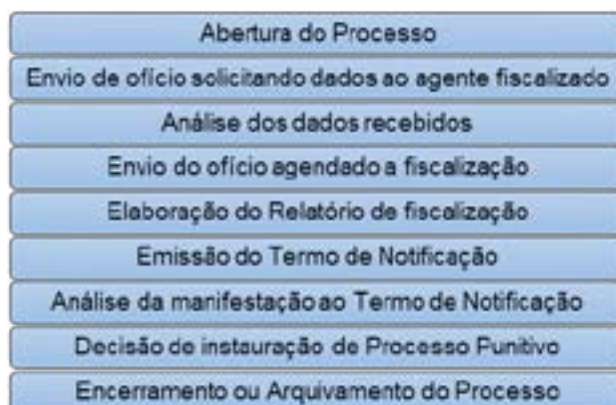 Abertura do Processo
Envio de ofício solicitando dados ao agente fiscalizado
Análise dos dados recebidos
Envio do ofício agendado a fiscalização
Elaboração do Relatório de fiscalização
Emissão do Termo de Notificação
Análise da manifestação ao Termo de Notificação
Decisão de instauração de Processo Punitivo
Encerramento ou Arquivamento do Processo